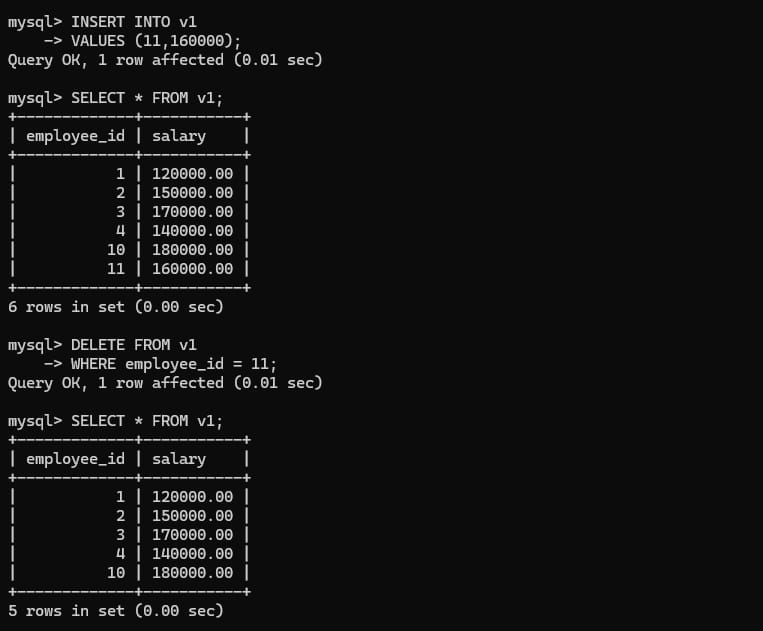 mysql> INSERT INTO v1
    -> VALUES (11,160000);
Query OK, 1 row affected (0.01 sec)

mysql> SELECT * FROM v1;
+-------------+-----------+
| employee_id | salary    |
+-------------+-----------+
|           1 | 120000.00 |
|           2 | 150000.00 |
|           3 | 170000.00 |
|           4 | 140000.00 |
|          10 | 180000.00 |
|          11 | 160000.00 |
+-------------+-----------+
6 rows in set (0.00 sec)

mysql> DELETE FROM v1
    -> WHERE employee_id = 11;
Query OK, 1 row affected (0.01 sec)

mysql> SELECT * FROM v1;
+-------------+-----------+
| employee_id | salary    |
+-------------+-----------+
|           1 | 120000.00 |
|           2 | 150000.00 |
|           3 | 170000.00 |
|           4 | 140000.00 |
|          10 | 180000.00 |
+-------------+-----------+
5 rows in set (0.00 sec)